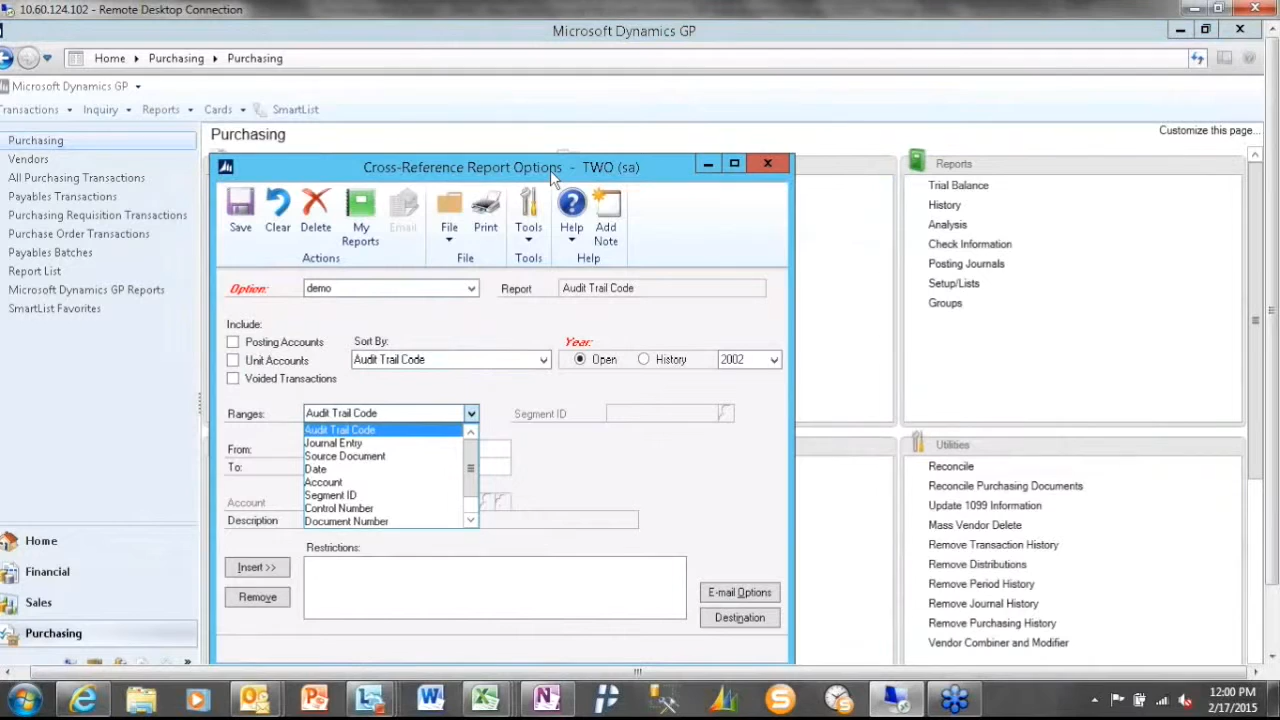 10.60.124.102 - Remote Desktop Connection
Microsoft Dynamics GP
Home Purchasing Purchasing
Microsoft Dynamics GP
Transactions Inquiry Reports Cards SmartList
Purchasing
Vendors
All Purchasing Transactions
Payables Transactions
Purchasing Requisition Transactions
Purchase Order Transactions
Payables Batches
Report List
Microsoft Dynamics GP Reports
SmartList Favorites
Home
Financial
Sales
Purchasing
Purchasing
Customize this page...
Cross-Reference Report Options - TWO (sa)
Save Clear Delete My Reports Email File Print Tools Help Add Note
Actions File Tools Help
Option: demo Report Audit Trail Code
Include:
Posting Accounts Sort By: Year:
Unit Accounts Audit Trail Code Open History 2002
Voided Transactions
Ranges: Audit Trail Code Segment ID
Audit Trail Code
Journal Entry
Source Document
Date
Account
Segment ID
Control Number
Document Number
From:
To:
Account
Description
Restrictions:
Insert >>
Remove
E-mail Options
Destination
Reports
Trial Balance
History
Analysis
Check Information
Posting Journals
Setup/Lists
Groups
Utilities
Reconcile
Reconcile Purchasing Documents
Update 1099 Information
Mass Vendor Delete
Remove Transaction History
Remove Distributions
Remove Period History
Remove Journal History
Remove Purchasing History
Vendor Combiner and Modifier
12:00 PM
2/17/2015